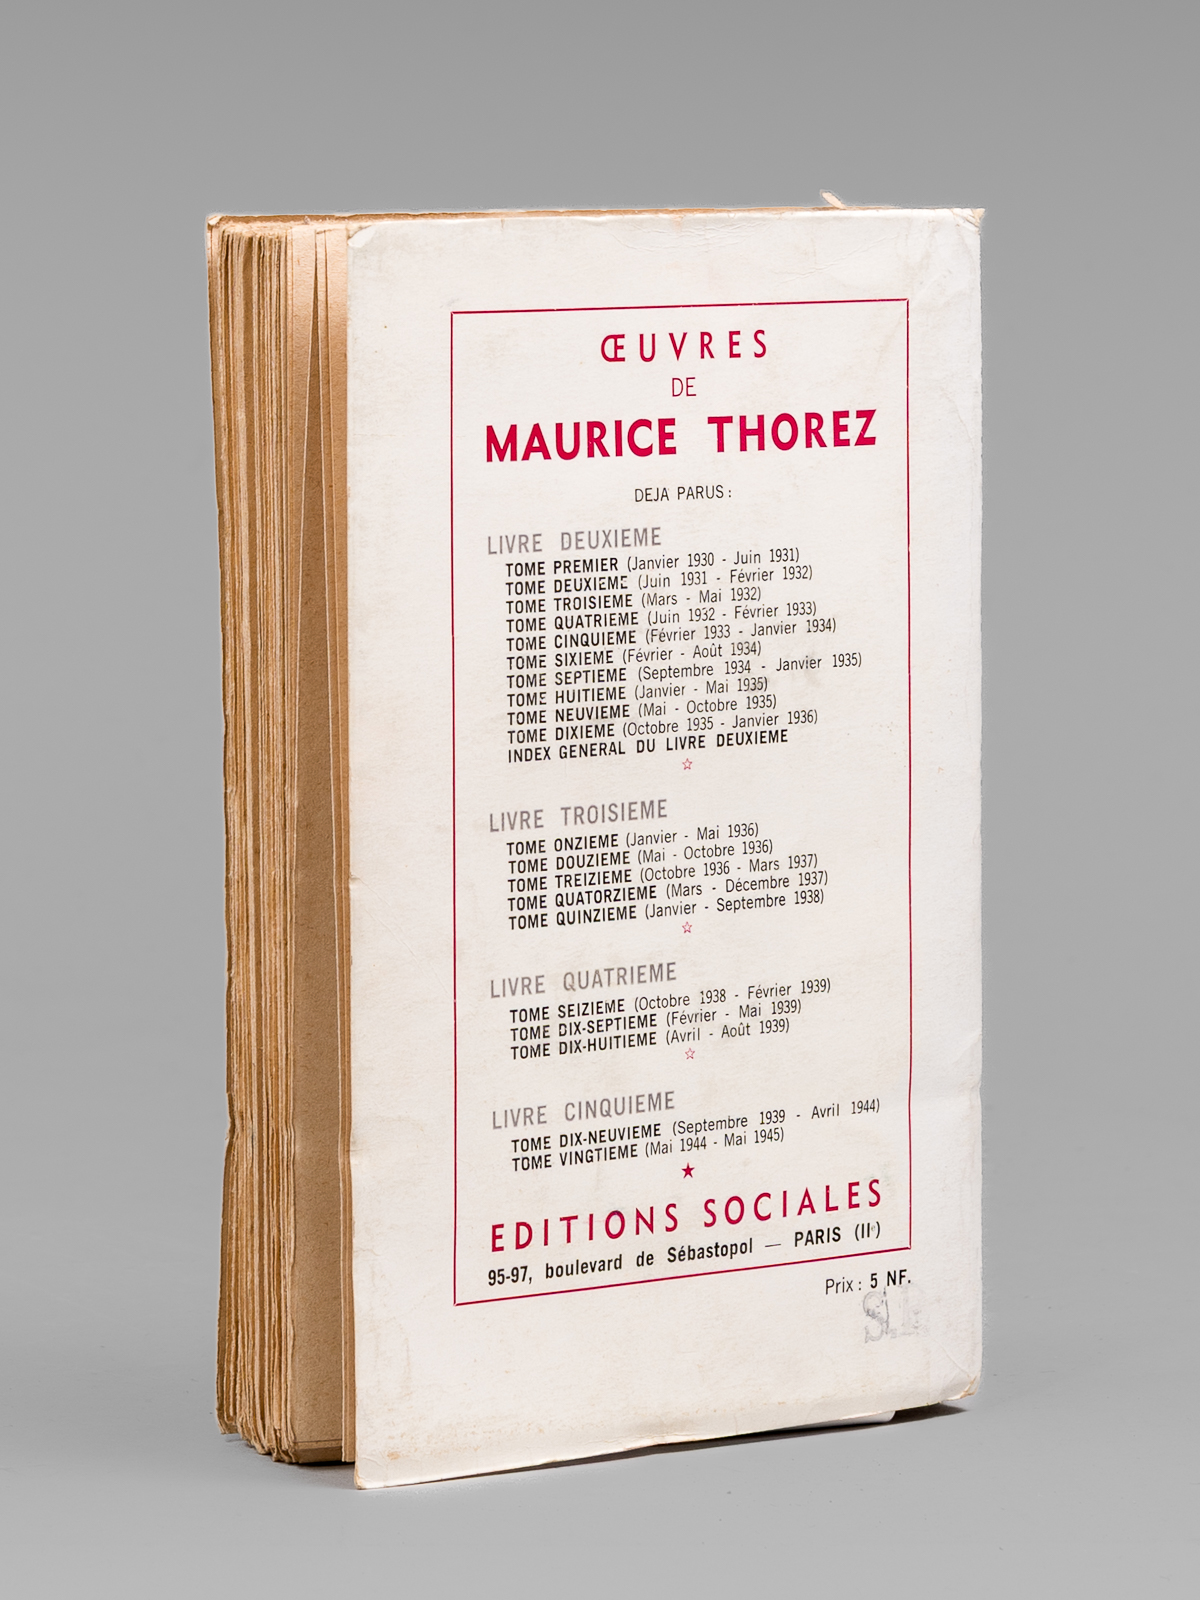 ŒUVRES
DE
MAURICE THOREZ
DEJA PARUS :
LIVRE DEUXIEME
TOME PREMIER (Janvier 1930 - Juin 1931)
TOME DEUXIEME (Juin 1931 - Février 1932)
TOME TROISIEME (Mars - Mai 1932)
TOME QUATRIEME (Juin 1932 - Février 1933)
TOME CINQUIEME (Février 1933 - Janvier 1934)
TOME SIXIEME (Février - Août 1934)
TOME SEPTIEME (Septembre 1934 - Janvier 1935)
TOME HUITIEME (Janvier - Mai 1935)
TOME NEUVIEME (Mai - Octobre 1935)
TOME DIXIEME (Octobre 1935 - Janvier 1936)
INDEX GENERAL DU LIVRE DEUXIEME
LIVRE TROISIEME
TOME ONZIEME (Janvier - Mai 1936)
TOME DOUZIEME (Mai - Octobre 1936)
TOME TREIZIEME (Octobre 1936 - Mars 1937)
TOME QUATORZIEME (Mars - Décembre 1937)
TOME QUINZIEME (Janvier - Septembre 1938)
LIVRE QUATRIEME
TOME SEIZIEME (Octobre 1938 - Février 1939)
TOME DIX-SEPTIEME (Février - Mai 1939)
TOME DIX-HUITIEME (Avril - Août 1939)
LIVRE CINQUIEME
TOME DIX-NEUVIEME (Septembre 1939 - Avril 1944)
TOME VINGTIEME (Mai 1944 - Mai 1945)
EDITIONS SOCIALES
95-97, boulevard de Sébastopol — PARIS (IIe)
Prix : 5 NF.